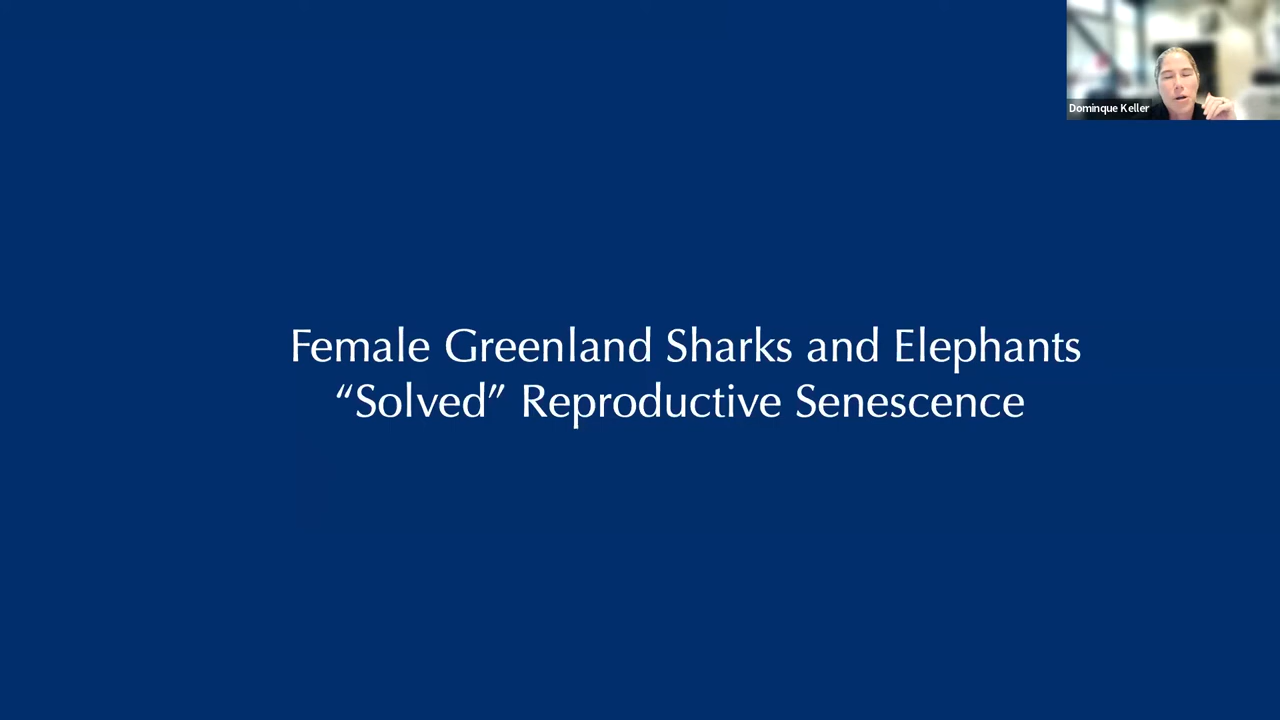 Dominque Keller
Female Greenland Sharks and Elephants
“Solved” Reproductive Senescence